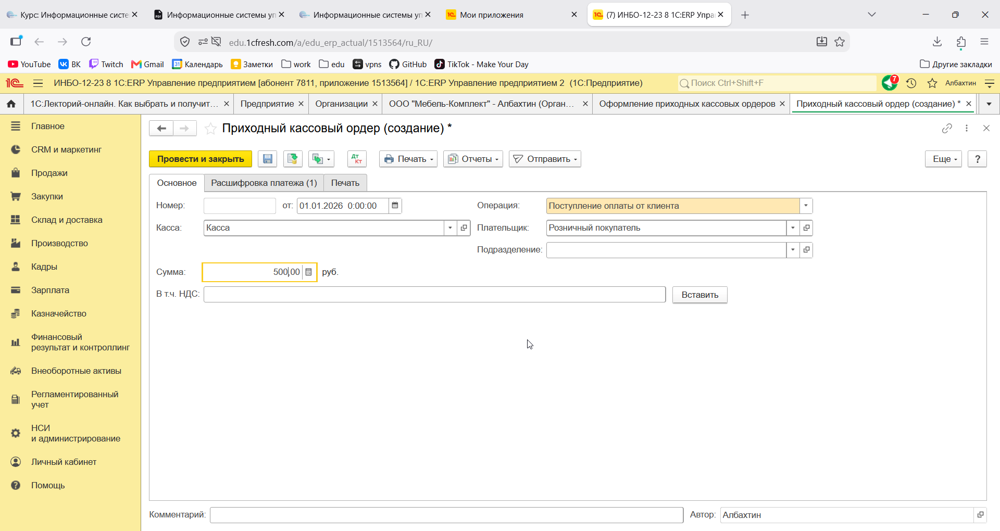 Курс: Информационные систе
Информационные системы уп
Информационные системы уп
Мои приложения
(7) ИНБО-12-23 8 1С:ERP Упра
edu.1cfresh.com/a/edu_erp_actual/1513564/ru_RU/
YouTube ВК Twitch Gmail Календарь Заметки work edu vpns GitHub TikTok - Make Your Day Другие закладки
ИНБО-12-23 8 1С:ERP Управление предприятием [абонент 7811, приложение 1513564] / 1С:ERP Управление предприятием 2 (1С:Предприятие)
Поиск Ctrl+Shift+F
7
Албахтин
1С:Лекторий-онлайн. Как выбрать и получит...
Предприятие
Организации
ООО "Мебель-Комплект" - Албахтин (Орган...
Оформление приходных кассовых ордеров
Приходный кассовый ордер (создание) *
Главное
CRM и маркетинг
Продажи
Закупки
Склад и доставка
Производство
Кадры
Зарплата
Казначейство
Финансовый
результат и контроллинг
Внеоборотные активы
Регламентированный
учет
НСИ
и администрирование
Личный кабинет
Помощь
Приходный кассовый ордер (создание) *
Провести и закрыть
Дт
Кт
Печать
Отчеты
Отправить
Еще
?
Основное
Расшифровка платежа (1)
Печать
Номер:
от: 01.01.2026 0:00:00
Операция: Поступление оплаты от клиента
Касса: Касса
Плательщик: Розничный покупатель
Подразделение:
Сумма: 500,00 руб.
В т.ч. НДС:
Вставить
Комментарий:
Автор: Албахтин